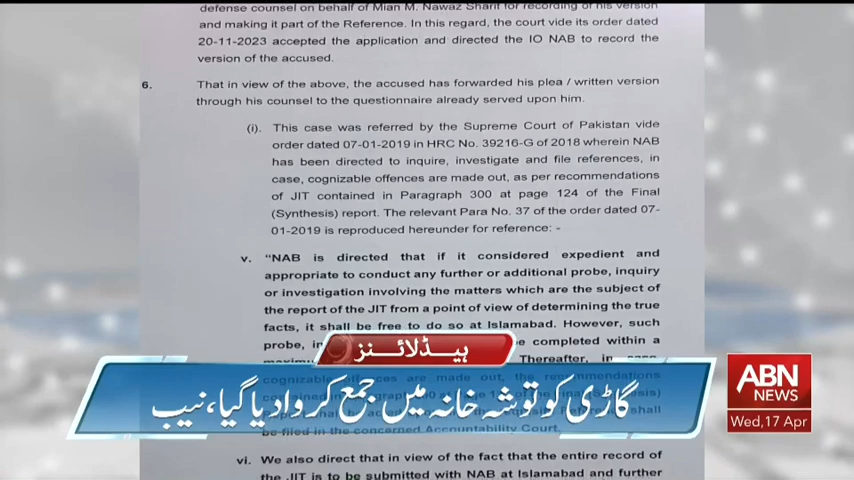 defense counsel on behalf of Mian M. Nawaz Sharif for recording of his version
and making it part of the Reference. In this regard, the court vide its order dated
20-11-2023 accepted the application and directed the IO NAB to record the
version of the accused.
6. That in view of the above, the accused has forwarded his plea / written version
through his counsel to the questionnaire already served upon him.
(i). This case was referred by the Supreme Court of Pakistan vide
order dated 07-01-2019 in HRC No. 39216-G of 2018 wherein NAB
has been directed to inquire, investigate and file references, in
case, cognizable offences are made out, as per recommendations
of JIT contained in Paragraph 300 at page 124 of the Final
(Synthesis) report. The relevant Para No. 37 of the order dated 07-
01-2019 is reproduced hereunder for reference: -
v. "NAB is directed that if it considered expedient and
appropriate to conduct any further or additional probe, inquiry
or investigation involving the matters which are the subject of
the report of the JIT from a point of view of determining the true
facts, it shall be free to do so at Islamabad. However, such
probe, completed within a
Thereafter, in
ہیڈلائنز
گاڑی کو توشہ خانہ میں جمع کروا دیا گیا، نیب
be filed in the concerned Accountability Court.
vi. We also direct that in view of the fact that the entire record of
the JIT is to be submitted with NAB at Islamabad and further
ABN
NEWS
Wed,17 Apr